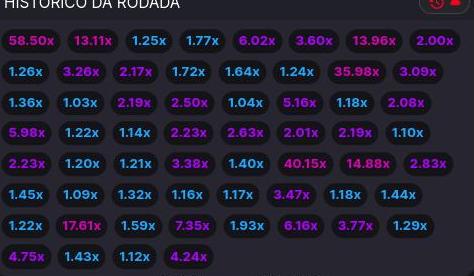 HISTÓRICO DA RODADA
58.50x 13.11x 1.25x 1.77x 6.02x 3.60x 13.96x 2.00x
1.26x 3.26x 2.17x 1.72x 1.64x 1.24x 35.98x 3.09x
1.36x 1.03x 2.19x 2.50x 1.04x 5.16x 1.18x 2.08x
5.98x 1.22x 1.14x 2.23x 2.63x 2.01x 2.19x 1.10x
2.23x 1.20x 1.21x 3.38x 1.40x 40.15x 14.88x 2.83x
1.45x 1.09x 1.32x 1.16x 1.17x 3.47x 1.18x 1.44x
1.22x 17.61x 1.59x 7.35x 1.93x 6.16x 3.77x 1.29x
4.75x 1.43x 1.12x 4.24x